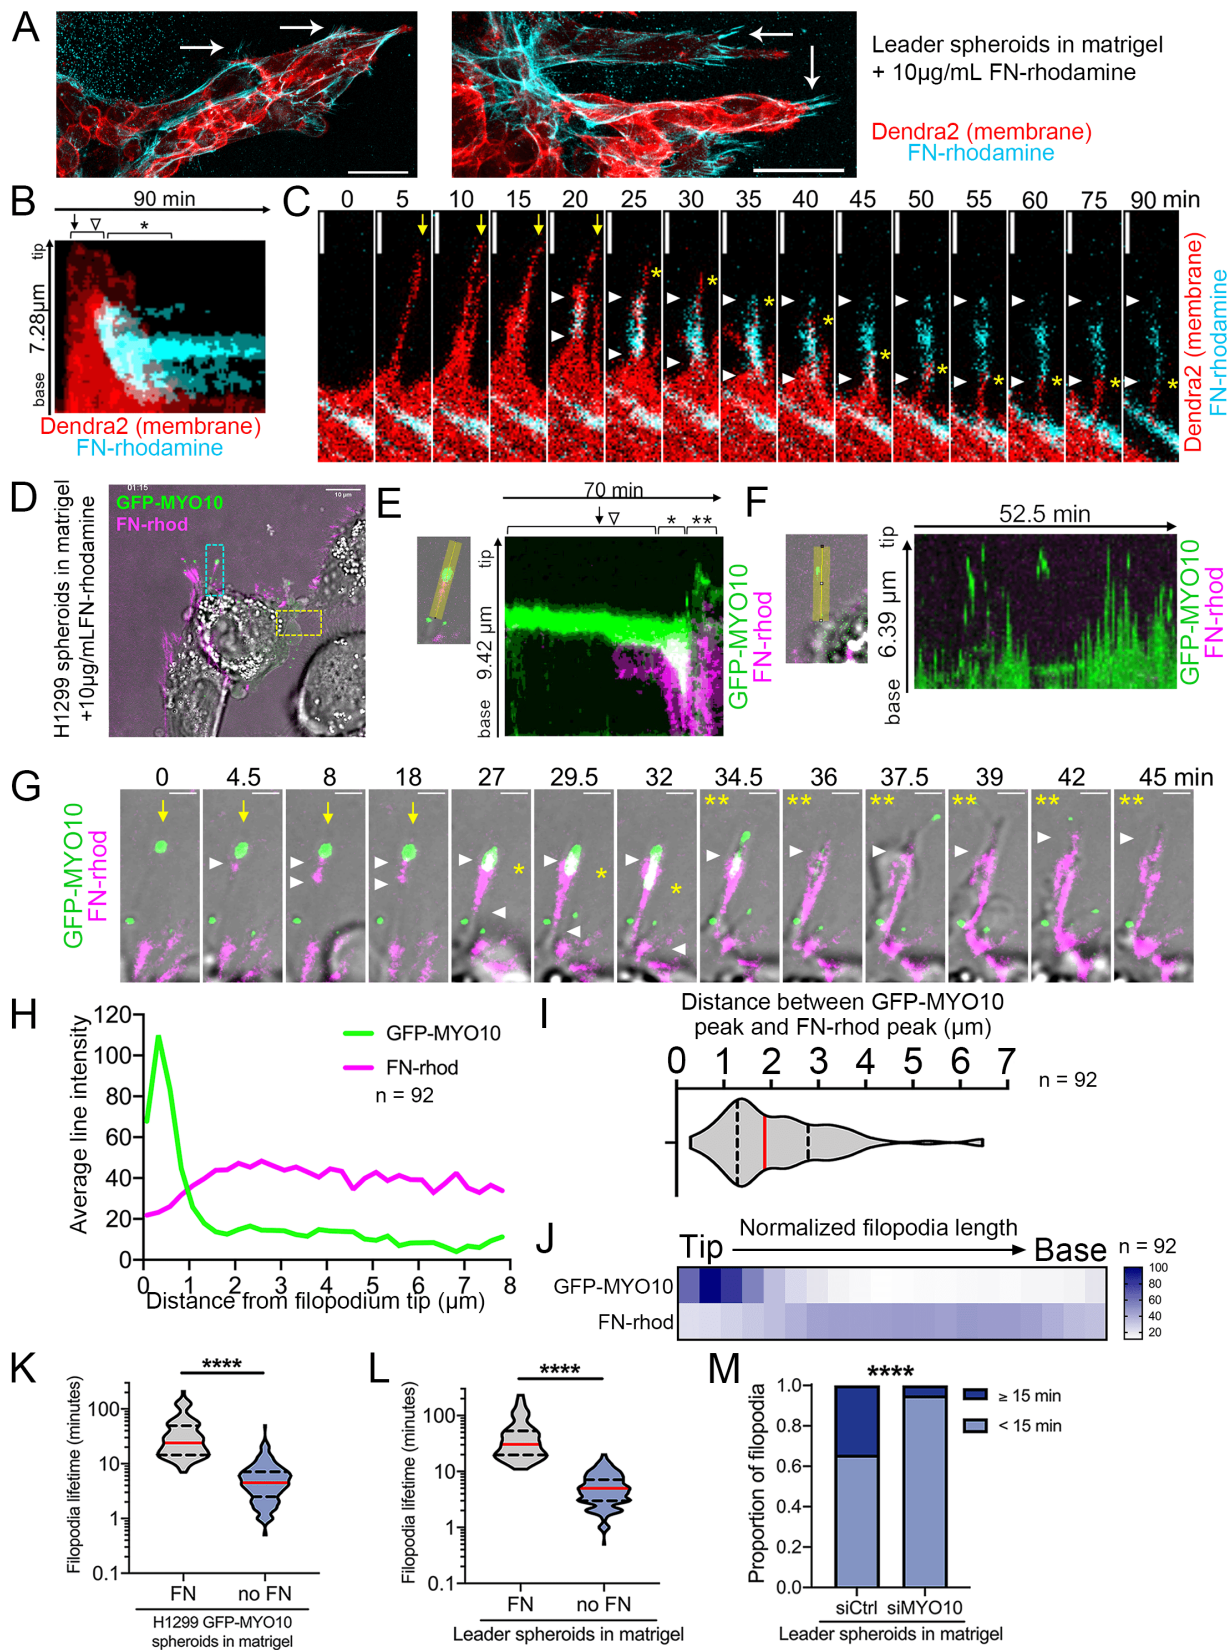 A
Leader spheroids in matrigel
+ 10µg/mL FN-rhodamine
Dendra2 (membrane)
FN-rhodamine
B
90 min
*
tip
7.28µm
base
Dendra2 (membrane)
FN-rhodamine
C
0 5 10 15 20 25 30 35 40 45 50 55 60 75 90 min
* * * * * * * * * *
Dendra2 (membrane)
FN-rhodamine
D
H1299 spheroids in matrigel
+10µg/mLFN-rhodamine
01:15
10 µm
GFP-MYO10
FN-rhod
E
70 min
* **
tip
9.42 µm
base
GFP-MYO10
FN-rhod
F
52.5 min
tip
6.39 µm
base
GFP-MYO10
FN-rhod
G
0 4.5 8 18 27 29.5 32 34.5 36 37.5 39 42 45 min
** ** ** ** ** **
* * *
GFP-MYO10
FN-rhod
H
120
100
80
60
40
20
0
Average line intensity
GFP-MYO10
FN-rhod
n = 92
0 1 2 3 4 5 6 7 8
Distance from filopodium tip (µm)
I
Distance between GFP-MYO10
peak and FN-rhod peak (µm)
0 1 2 3 4 5 6 7
n = 92
J
Normalized filopodia length
Tip
Base
n = 92
GFP-MYO10
FN-rhod
100
80
60
40
20
K
****
Filopodia lifetime (minutes)
100
10
1
0.1
FN no FN
H1299 GFP-MYO10
spheroids in matrigel
L
****
Filopodia lifetime (minutes)
100
10
1
0.1
FN no FN
Leader spheroids in matrigel
M
****
Proportion of filopodia
1.0
0.8
0.6
0.4
0.2
0.0
≥ 15 min
< 15 min
siCtrl siMYO10
Leader spheroids in matrigel